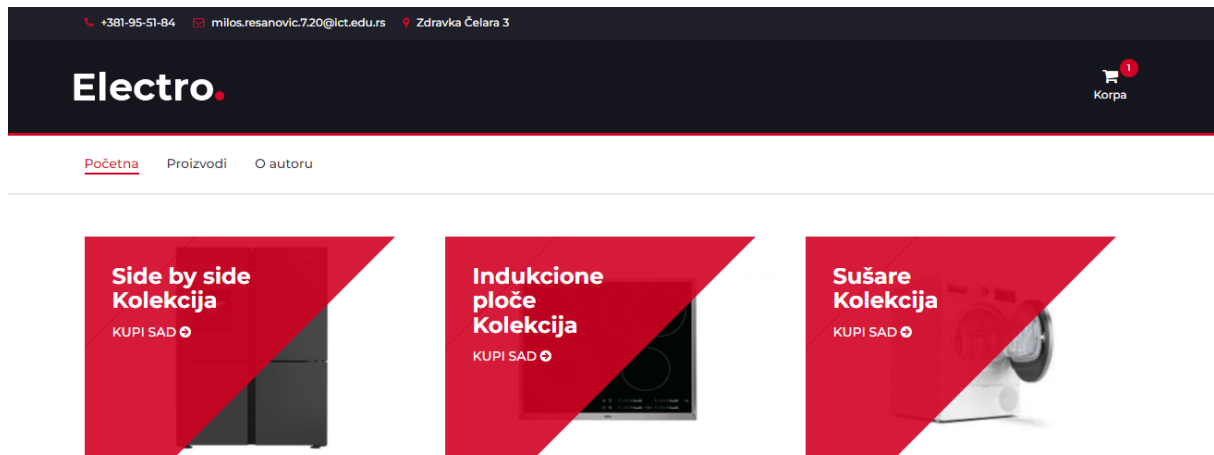 +381-95-51-84 milos.resanovic.7.20@ict.edu.rs Zdravka Čelara 3
Electro.
1
Korpa
Početna Proizvodi O autoru
Side by side
Kolekcija
KUPI SAD
Indukcione
ploče
Kolekcija
KUPI SAD
Sušare
Kolekcija
KUPI SAD